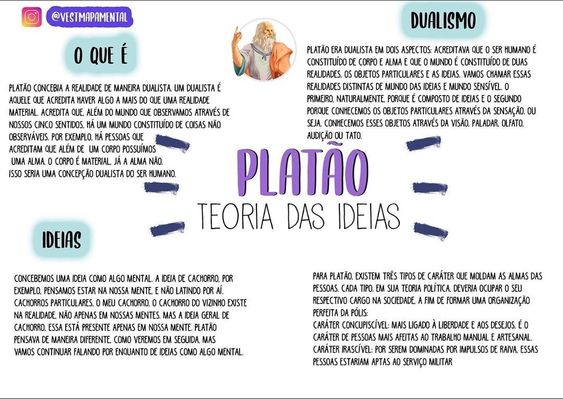 @VESTMAPAMENTAL
O QUE É
PLATÃO CONCEBIA A REALIDADE DE MANEIRA DUALISTA. UM DUALISTA É
AQUELE QUE ACREDITA HAVER ALGO A MAIS DO QUE UMA REALIDADE
MATERIAL. ACREDITA QUE, ALÉM DO MUNDO QUE OBSERVAMOS ATRAVÉS DE
NOSSOS CINCO SENTIDOS, HÁ UM MUNDO CONSTITUÍDO DE COISAS NÃO
OBSERVÁVEIS. POR EXEMPLO, HÁ PESSOAS QUE
ACREDITAM QUE ALÉM DE UM CORPO POSSUÍMOS
UMA ALMA. O CORPO É MATERIAL, JÁ A ALMA NÃO.
ISSO SERIA UMA CONCEPÇÃO DUALISTA DO SER HUMANO.
DUALISMO
PLATÃO ERA DUALISTA EM DOIS ASPECTOS: ACREDITAVA QUE O SER HUMANO É
CONSTITUÍDO DE CORPO E ALMA E QUE O MUNDO É CONSTITUÍDO DE DUAS
REALIDADES, OS OBJETOS PARTICULARES E AS IDEIAS. VAMOS CHAMAR ESSAS
REALIDADES DISTINTAS DE MUNDO DAS IDEIAS E MUNDO SENSÍVEL. O
PRIMEIRO, NATURALMENTE, PORQUE É COMPOSTO DE IDEIAS E O SEGUNDO
PORQUE CONHECEMOS OS OBJETOS PARTICULARES ATRAVÉS DA SENSAÇÃO, OU
SEJA, CONHECEMOS ESSES OBJETOS ATRAVÉS DA VISÃO, PALADAR, OLFATO,
AUDIÇÃO OU TATO.
PLATÃO
TEORIA DAS IDEIAS
IDEIAS
CONCEBEMOS UMA IDEIA COMO ALGO MENTAL. A IDEIA DE CACHORRO, POR
EXEMPLO, PENSAMOS ESTAR NA NOSSA MENTE, E NÃO LATINDO POR AÍ.
CACHORROS PARTICULARES, O MEU CACHORRO, O CACHORRO DO VIZINHO EXISTE
NA REALIDADE, NÃO APENAS EM NOSSAS MENTES. MAS A IDEIA GERAL DE
CACHORRO, ESSA ESTÁ PRESENTE APENAS EM NOSSA MENTE. PLATÃO
PENSAVA DE MANEIRA DIFERENTE, COMO VEREMOS EM SEGUIDA, MAS
VAMOS CONTINUAR FALANDO POR ENQUANTO DE IDEIAS COMO ALGO MENTAL.
PARA PLATÃO, EXISTEM TRÊS TIPOS DE CARÁTER QUE MOLDAM AS ALMAS DAS
PESSOAS. CADA TIPO, EM SUA TEORIA POLÍTICA, DEVERIA OCUPAR O SEU
RESPECTIVO CARGO NA SOCIEDADE, A FIM DE FORMAR UMA ORGANIZAÇÃO
PERFEITA DA PÓLIS:
CARÁTER CONCUPISCÍVEL: MAIS LIGADO À LIBERDADE E AOS DESEJOS, É O
CARÁTER DE PESSOAS MAIS AFEITAS AO TRABALHO MANUAL E ARTESANAL.
CARÁTER IRASCÍVEL: POR SEREM DOMINADAS POR IMPULSOS DE RAIVA, ESSAS
PESSOAS ESTARIAM APTAS AO SERVIÇO MILITAR